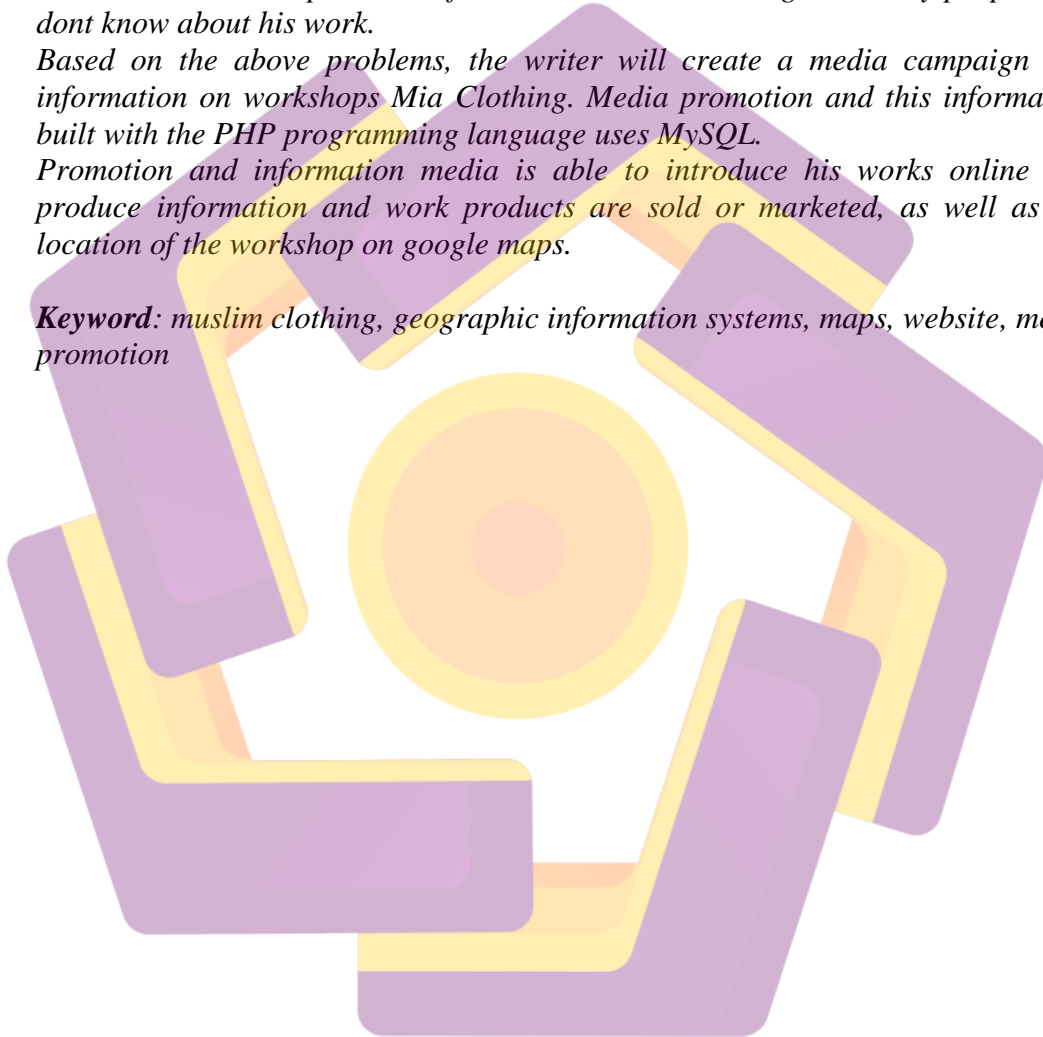 dont know about his work.
Based on the above problems, the writer will create a media campaign
information on workshops Mia Clothing. Media promotion and this informa
built with the PHP programming language uses MySQL.
Promotion and information media is able to introduce his works online
produce information and work products are sold or marketed, as well as
location of the workshop on google maps.
Keyword: muslim clothing, geographic information systems, maps, website, me
promotion